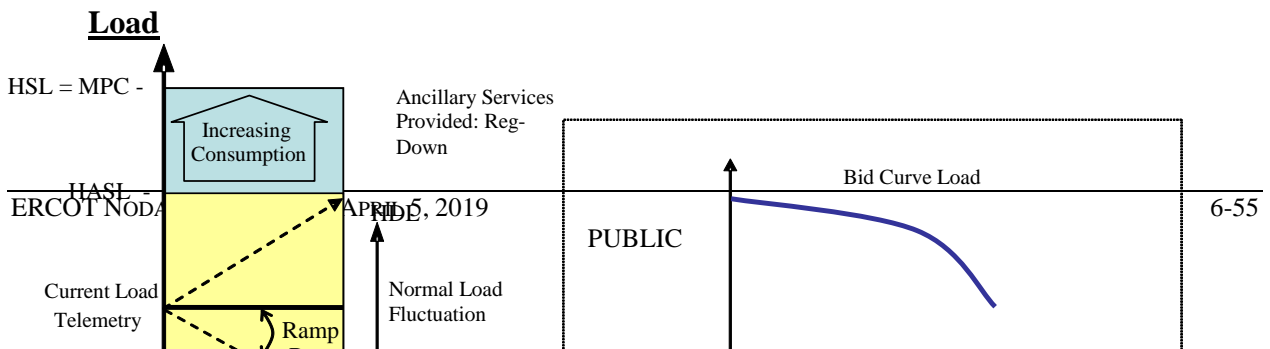 Load
HSL = MPC -
Ancillary Services
Provided: Reg-
Down
Increasing
Consumption
Bid Curve Load
HASL -
ERCOT NODA
APRIL 5, 2019
6-55
HDL
PUBLIC
Current Load
Telemetry
Normal Load
Fluctuation
Ramp